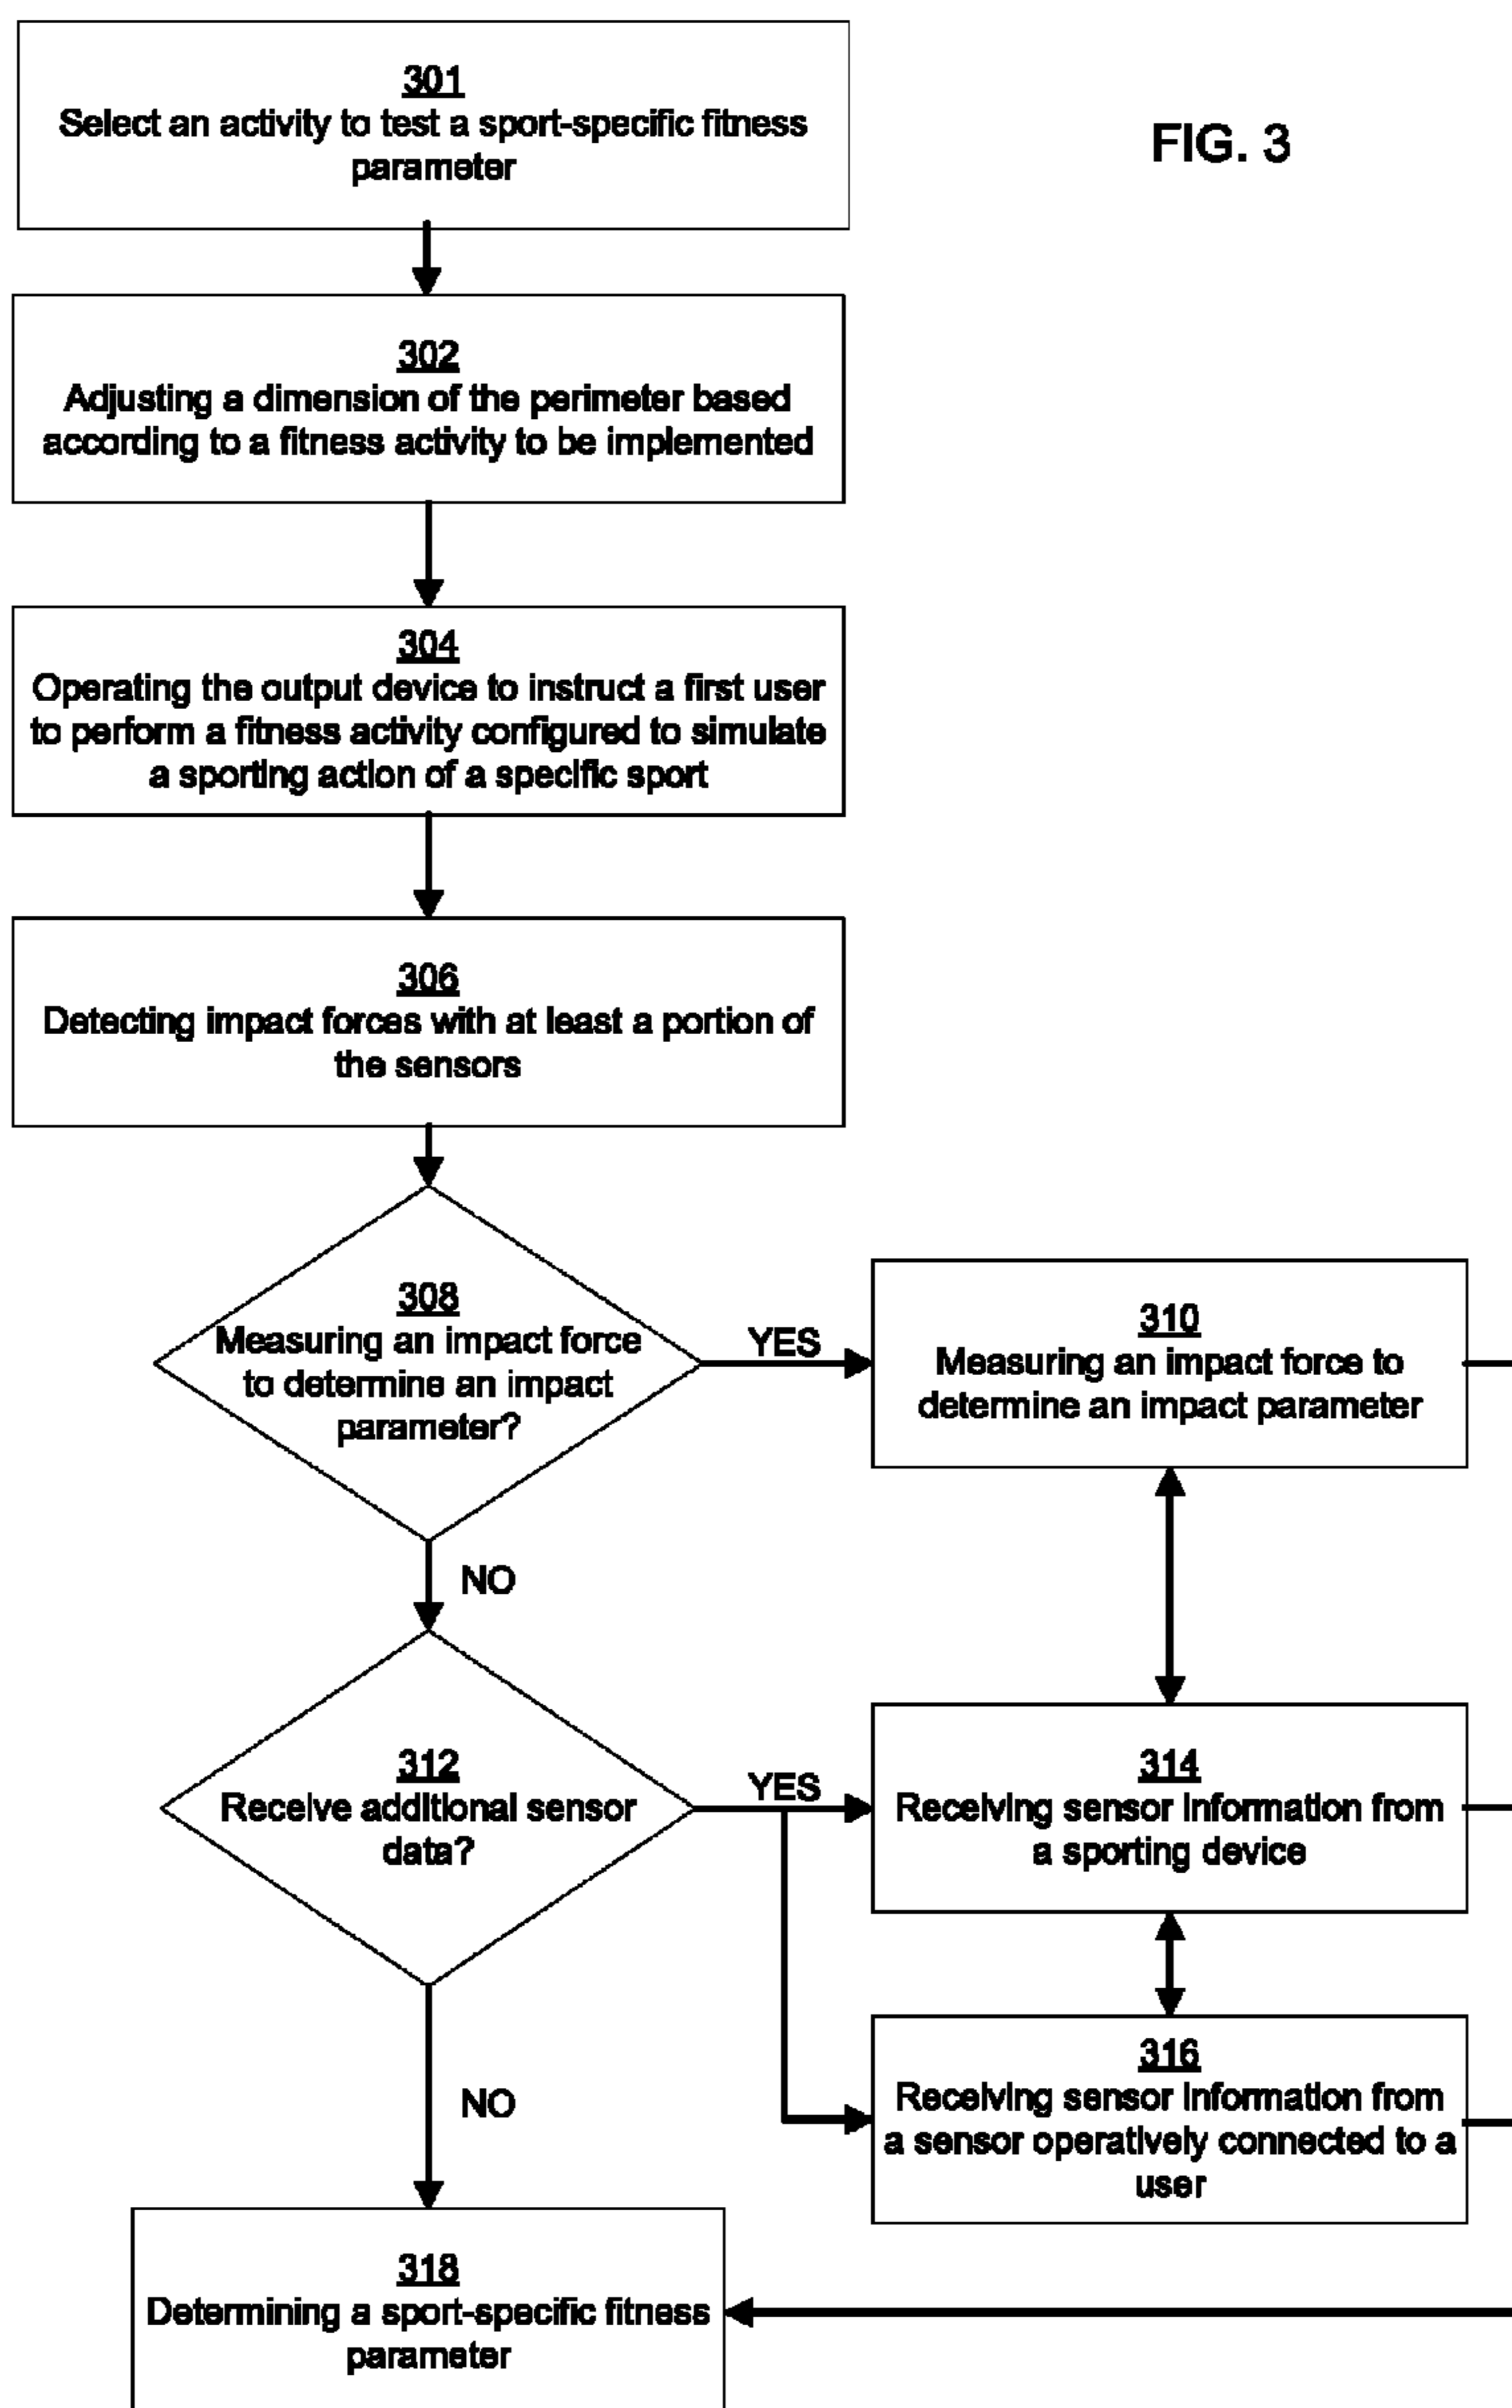 301
Select an activity to test a sport-specific fitness
parameter
FIG. 3
302
Adjusting a dimension of the perimeter based
according to a fitness activity to be implemented
304
Operating the output device to instruct a first user
to perform a fitness activity configured to simulate
a sporting action of a specific sport
306
Detecting impact forces with at least a portion of
the sensors
308
Measuring an impact force
to determine an impact
parameter?
YES
310
Measuring an impact force to
determine an impact parameter
NO
312
Receive additional sensor
data?
YES
314
Receiving sensor information from
a sporting device
316
Receiving sensor information from
a sensor operatively connected to a
user
NO
318
Determining a sport-specific fitness
parameter